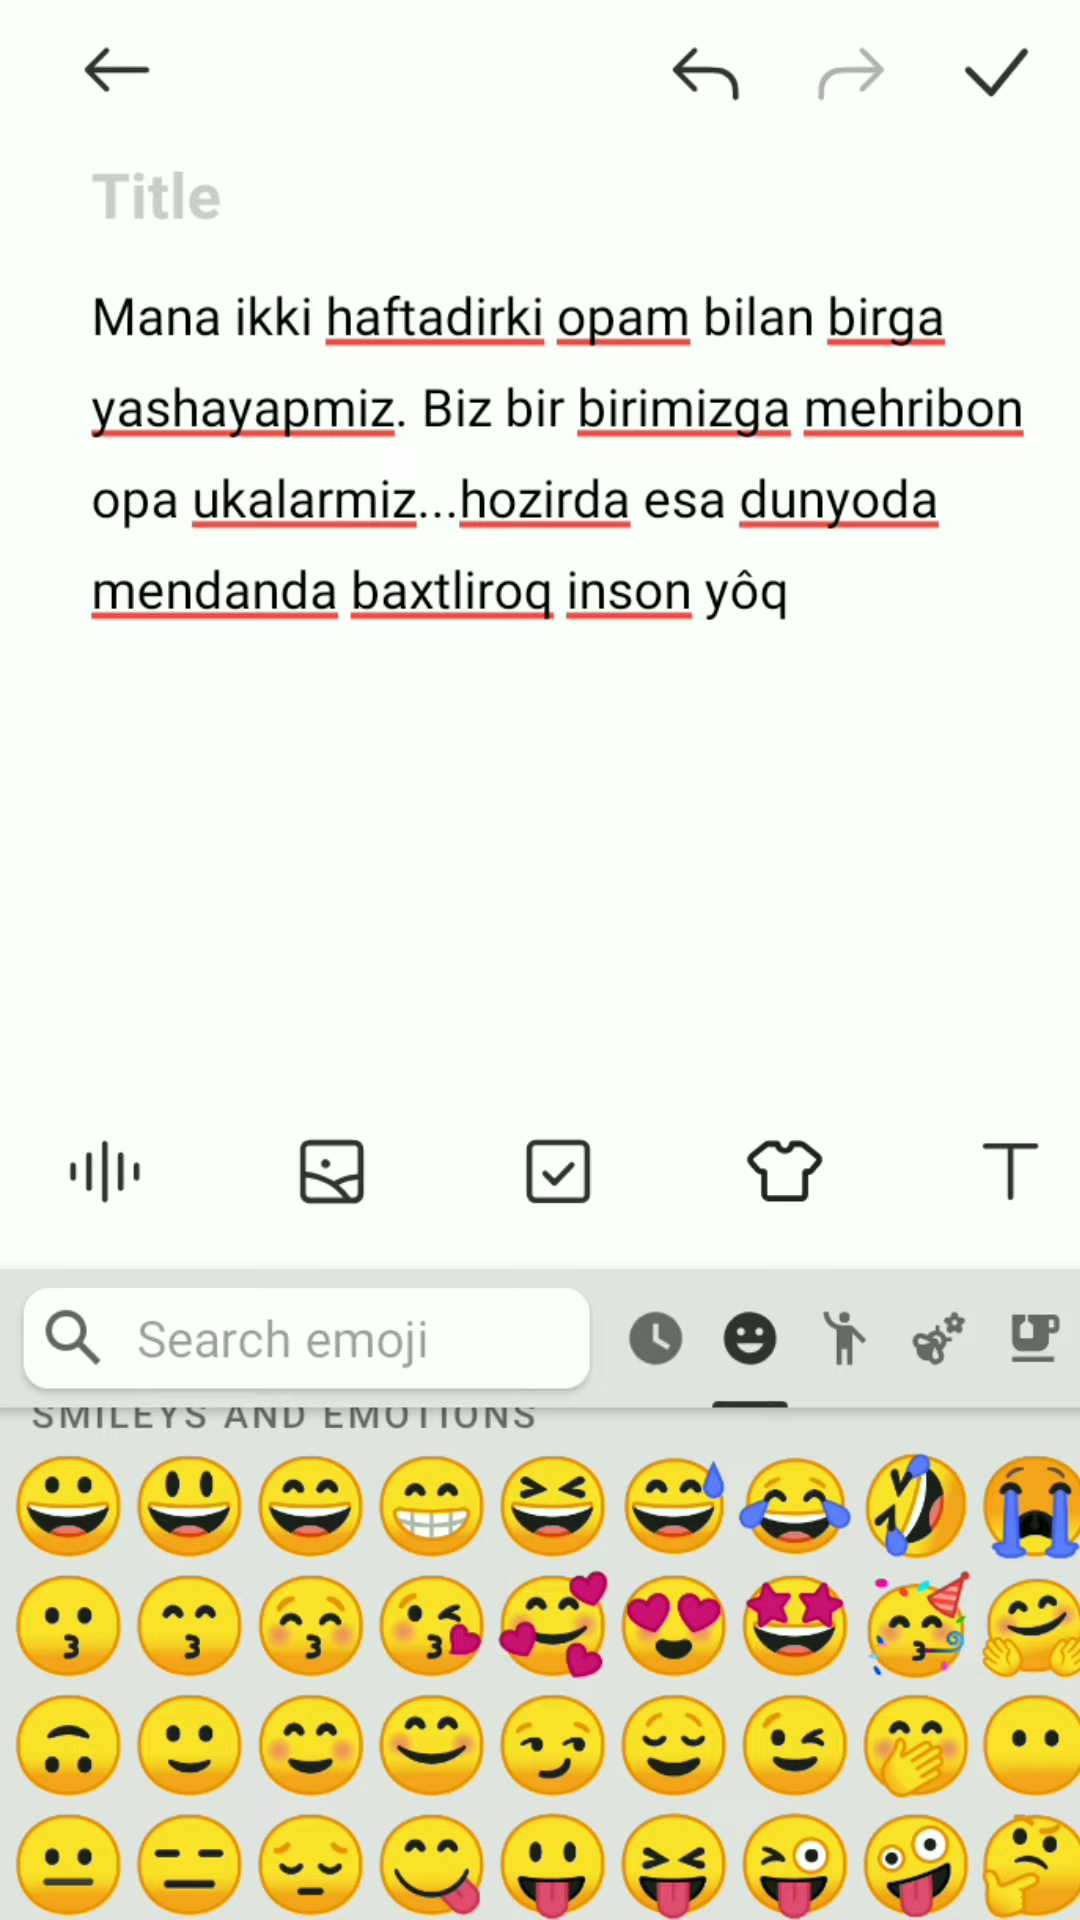 Title
Mana ikki haftadirki opam bilan birga
yashayapmiz. Biz bir birimizga mehribon
opa ukalarmiz...hozirda esa dunyoda
mendanda baxtliroq inson yôq
Search emoji
SMILEYS AND EMOTIONS